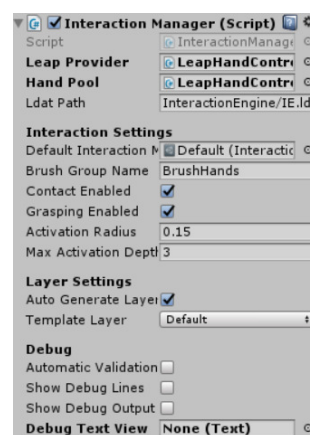 Interaction Manager (Script)
Script InteractionManage
Leap Provider LeapHandContro
Hand Pool LeapHandContro
Ldat Path InteractionEngine/IE.ld
Interaction Settings
Default Interaction M Default (Interactic
Brush Group Name BrushHands
Contact Enabled
Grasping Enabled
Activation Radius 0.15
Max Activation Depth 3
Layer Settings
Auto Generate Layer
Template Layer Default
Debug
Automatic Validation
Show Debug Lines
Show Debug Output
Debug Text View None (Text)